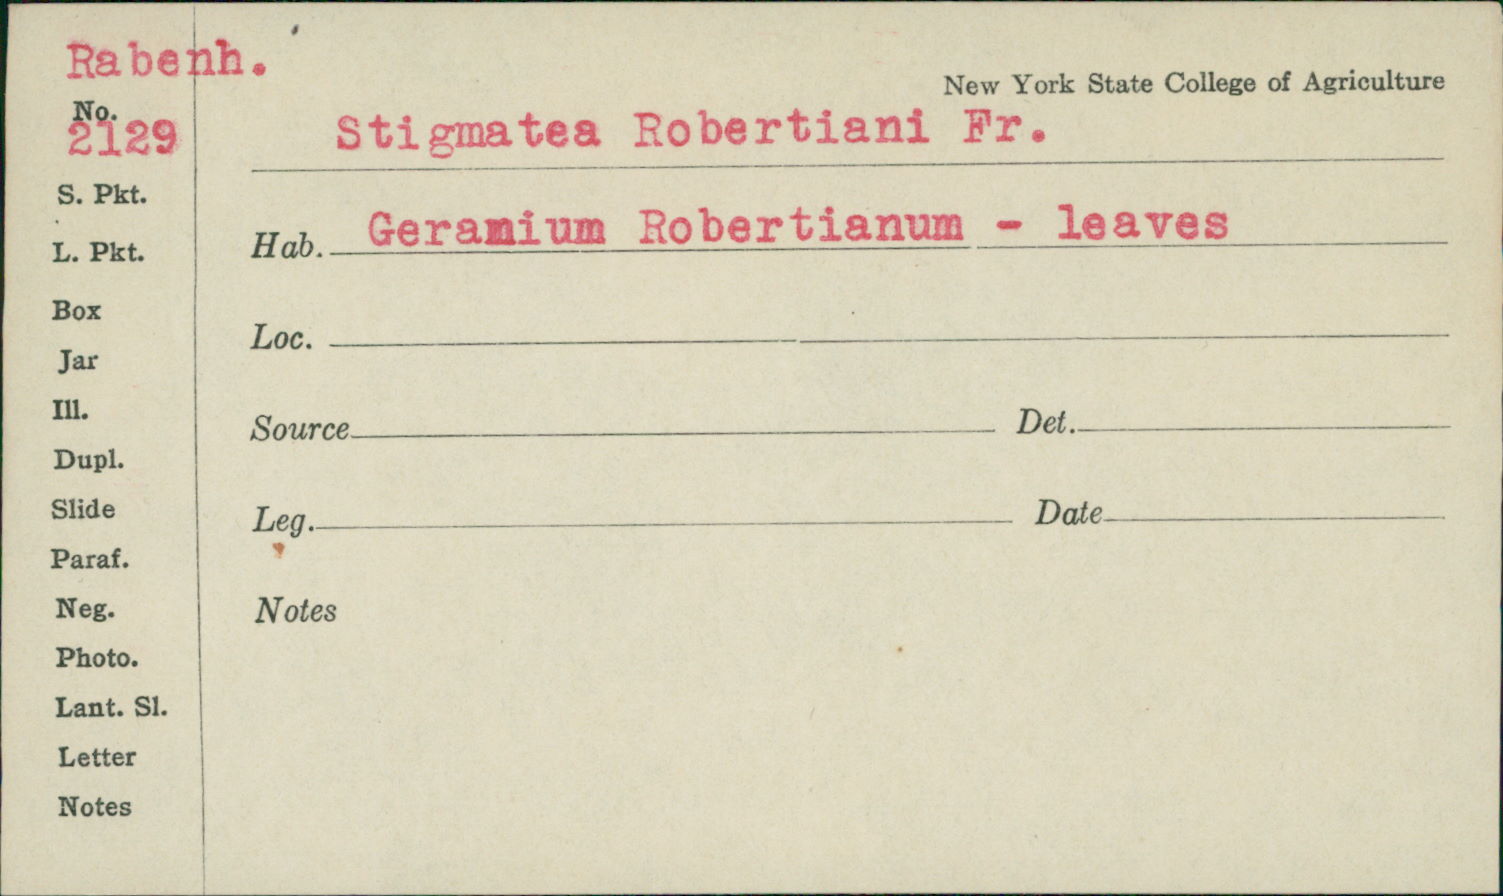 Rabenh.
New York State College of Agriculture
No.
2129
Stigmatea Robertiani Fr.
S. Pkt.
Hab. Geranium Robertianum - leaves
L. Pkt.
Box
Loc.
Jar
Ill.
Source Det.
Dupl.
Slide
Leg. Date
Paraf.
Neg.
Notes
Photo.
Lant. Sl.
Letter
Notes